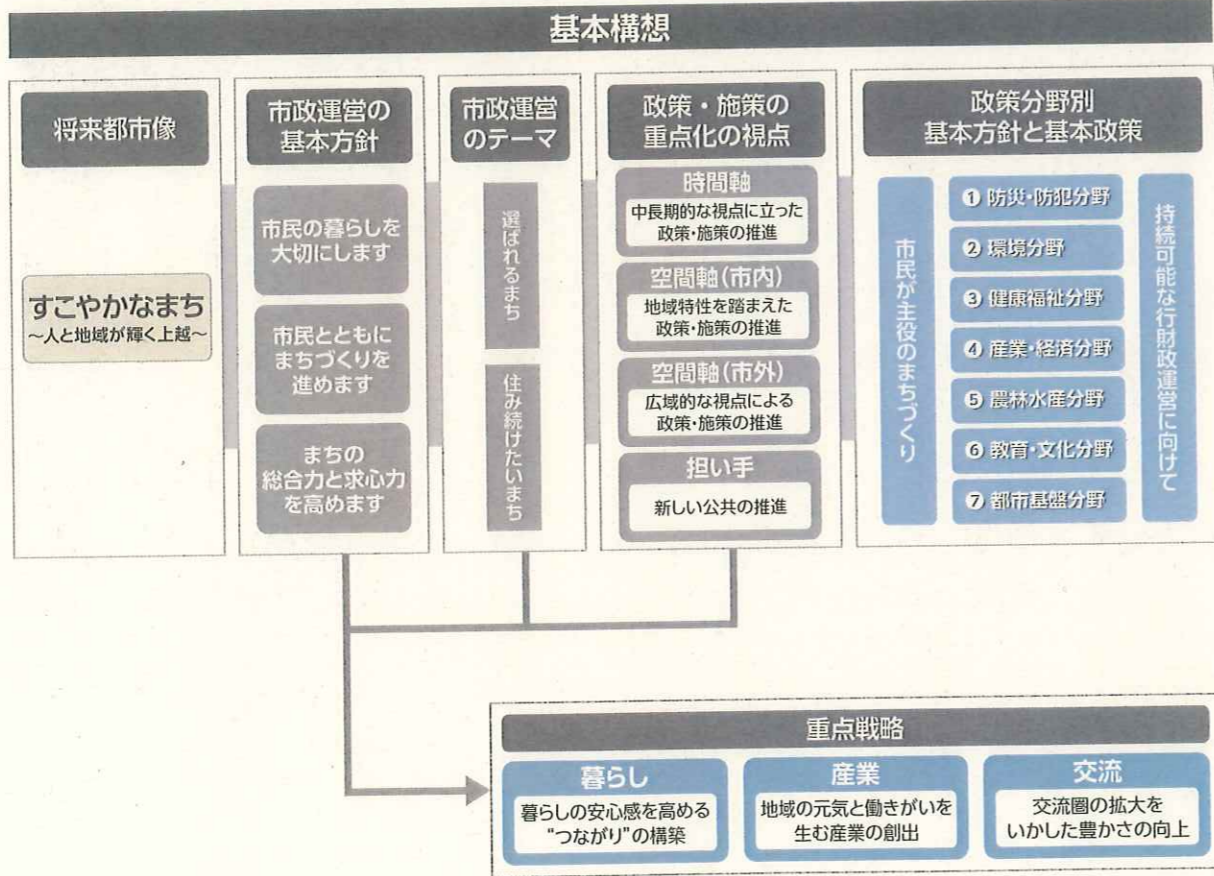 基本構想
将来都市像
すこやかなまち
～人と地域が輝く上越～
市政運営の
基本方針
市民の暮らしを
大切にします
市民とともに
まちづくりを
進めます
まちの
総合力と求心力
を高めます
市政運営
のテーマ
選ばれるまち
住み続けたいまち
政策・施策の
重点化の視点
時間軸
中長期的な視点に立った
政策・施策の推進
空間軸(市内)
地域特性を踏まえた
政策・施策の推進
空間軸(市外)
広域的な視点による
政策・施策の推進
担い手
新しい公共の推進
政策分野別
基本方針と基本政策
市民が主役のまちづくり
❶ 防災・防犯分野
❷ 環境分野
❸ 健康福祉分野
❹ 産業・経済分野
❺ 農林水産分野
❻ 教育・文化分野
❼ 都市基盤分野
持続可能な行財政運営に向けて
重点戦略
暮らし
暮らしの安心感を高める
“つながり”の構築
産業
地域の元気と働きがいを
生む産業の創出
交流
交流圏の拡大を
いかした豊かさの向上